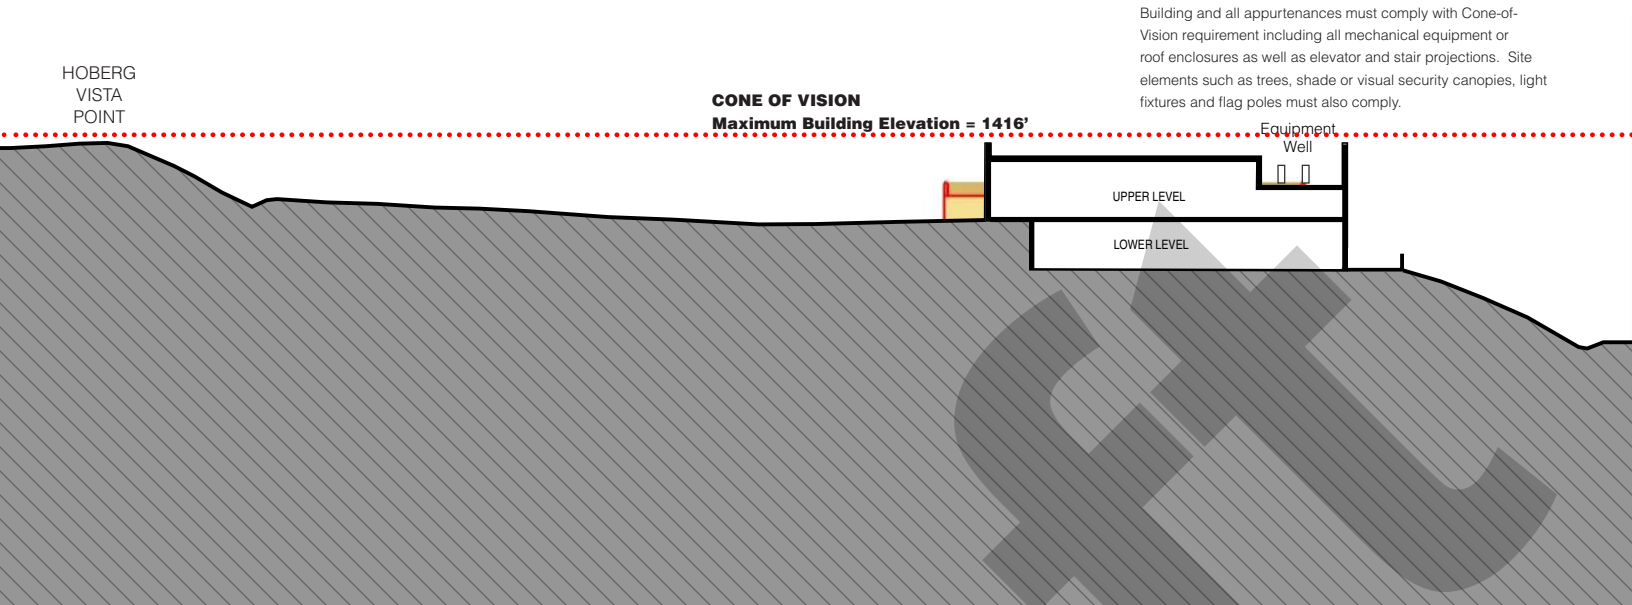 Building and all appurtenances must comply with Cone-of-
Vision requirement including all mechanical equipment or
roof enclosures as well as elevator and stair projections.  Site
elements such as trees, shade or visual security canopies, light
fixtures and flag poles must also comply.
HOBERG
VISTA
POINT
CONE OF VISION
Maximum Building Elevation = 1416’
Equipment
Well
UPPER LEVEL
LOWER LEVEL
ft